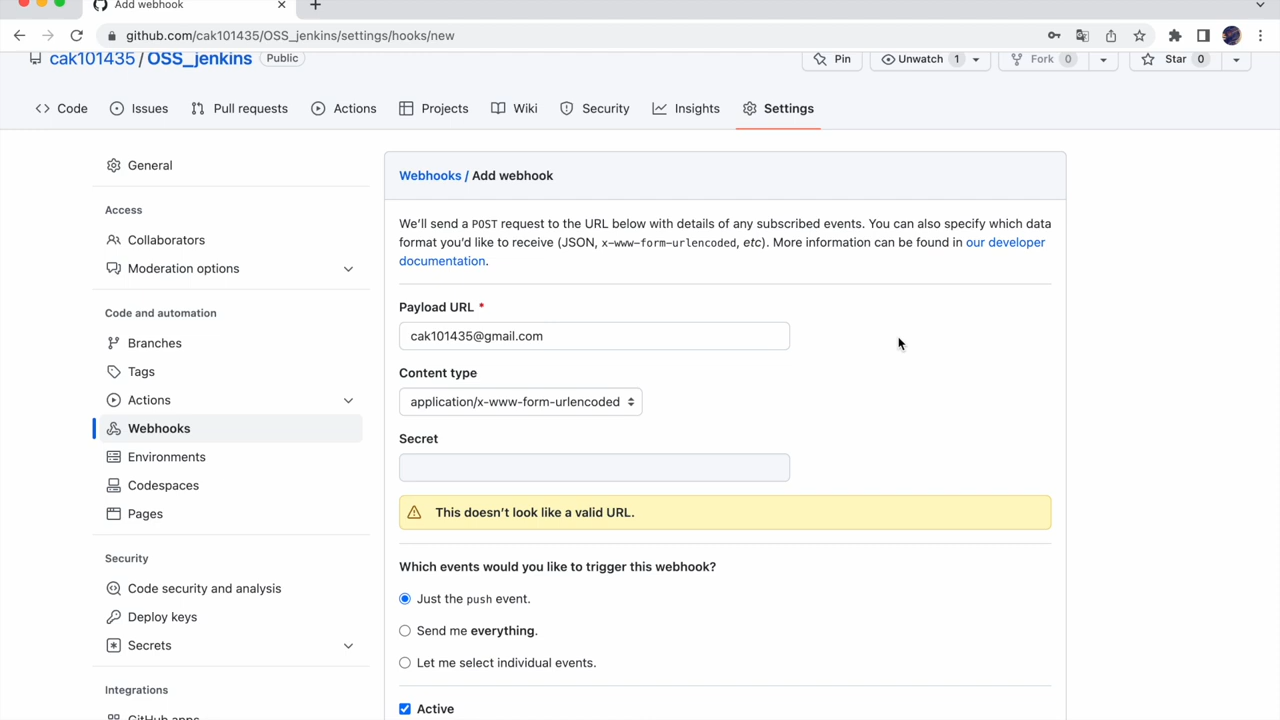 Add webhook
github.com/cak101435/OSS_jenkins/settings/hooks/new
cak101435 / OSS_jenkins Public
Pin
Unwatch 1
Fork 0
Star 0
Code
Issues
Pull requests
Actions
Projects
Wiki
Security
Insights
Settings
General
Access
Collaborators
Moderation options
Code and automation
Branches
Tags
Actions
Webhooks
Environments
Codespaces
Pages
Security
Code security and analysis
Deploy keys
Secrets
Integrations
GitHub apps
Webhooks / Add webhook
We'll send a POST request to the URL below with details of any subscribed events. You can also specify which data
format you'd like to receive (JSON, x-www-form-urlencoded, etc). More information can be found in our developer
documentation.
Payload URL *
cak101435@gmail.com
Content type
application/x-www-form-urlencoded
Secret
This doesn't look like a valid URL.
Which events would you like to trigger this webhook?
Just the push event.
Send me everything.
Let me select individual events.
Active